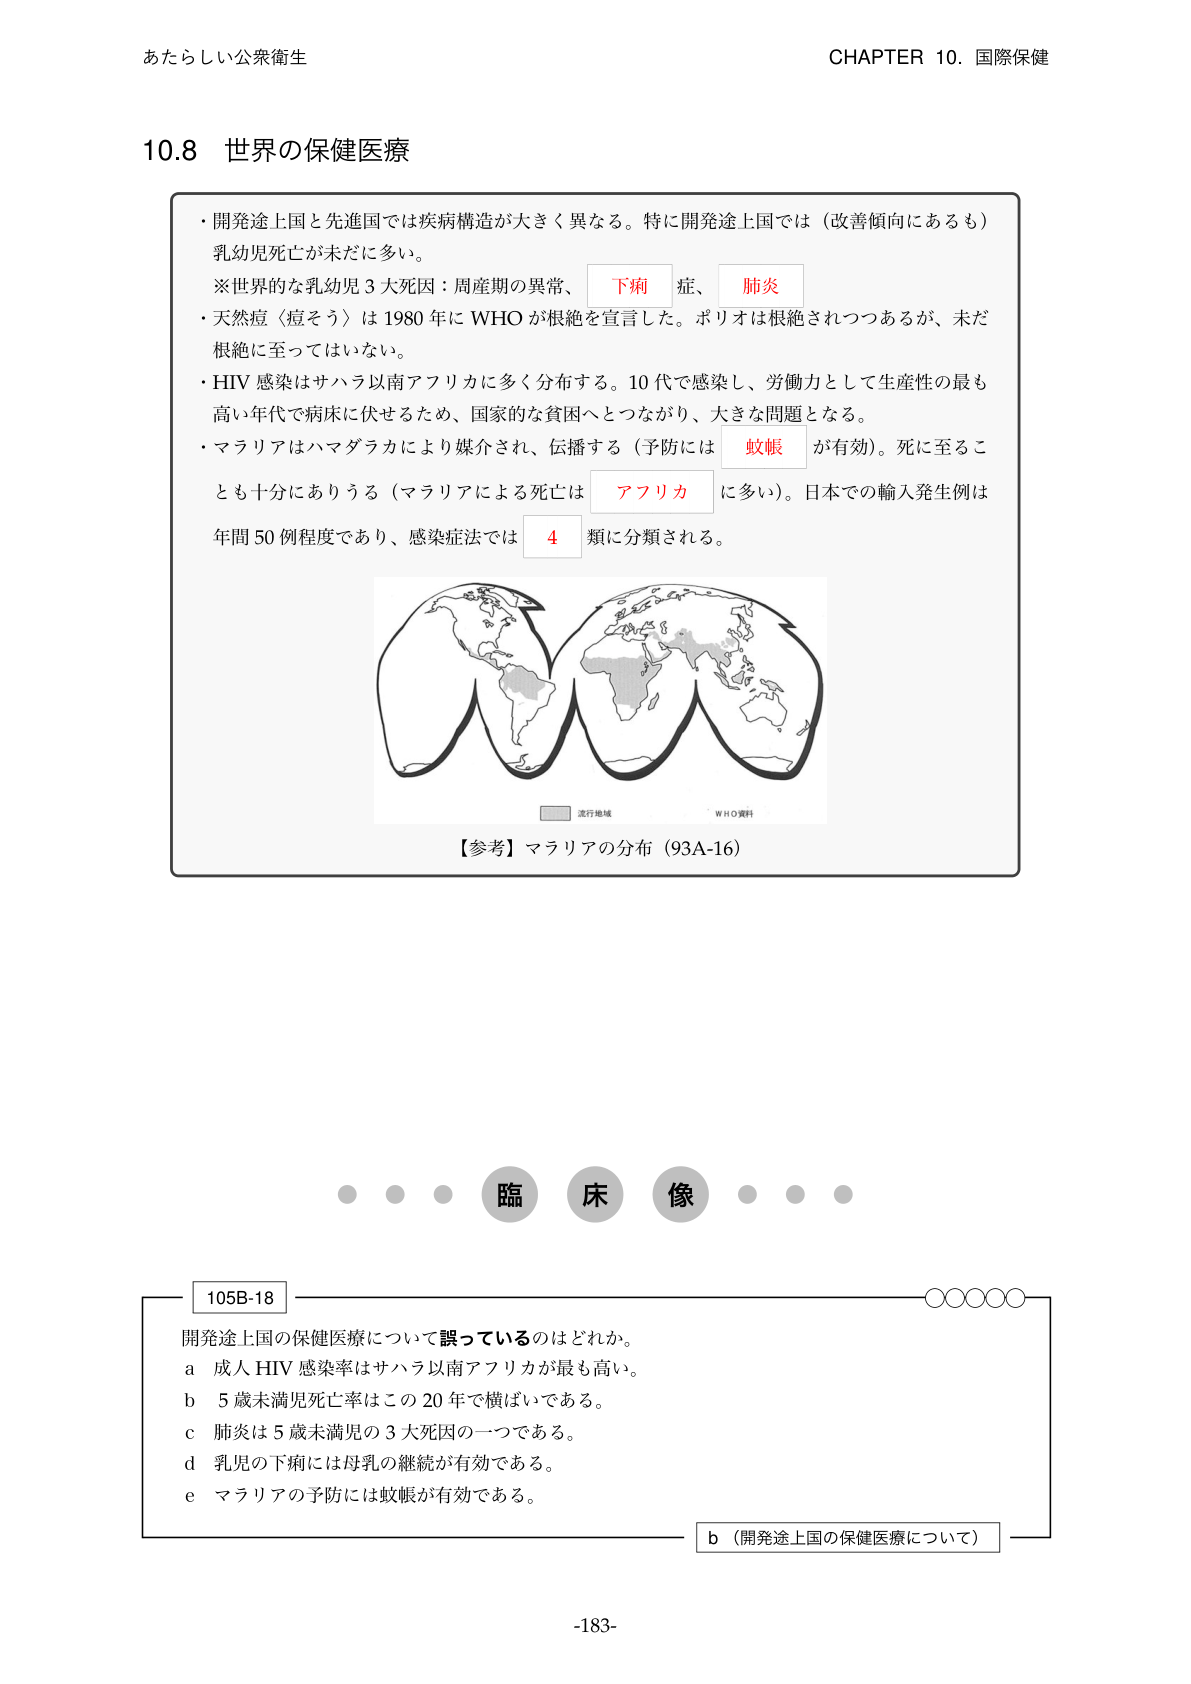 あたらしい公衆衛生
CHAPTER 10. 国際保健
10.8 世界の保健医療
・開発途上国と先進国では疾病構造が大きく異なる。特に開発途上国では（改善傾向にあるも）
乳幼児死亡が未だに多い。
※世界的な乳幼児 3 大死因：周産期の異常、 下痢 症、 肺炎
・天然痘〈痘そう〉は 1980 年に WHO が根絶を宣言した。ポリオは根絶されつつあるが、未だ
根絶に至ってはいない。
・HIV 感染はサハラ以南アフリカに多く分布する。10 代で感染し、労働力として生産性の最も
高い年代で病床に伏せるため、国家的な貧困へとつながり、大きな問題となる。
・マラリアはハマダラカにより媒介され、伝播する（予防には 蚊帳 が有効）。死に至るこ
とも十分にありうる（マラリアによる死亡は アフリカ に多い）。日本での輸入発生例は
年間 50 例程度であり、感染症法では 4 類に分類される。
流行地域 WHO資料
【参考】マラリアの分布（93A-16）
臨 床 像
105B-18
開発途上国の保健医療について誤っているのはどれか。
a 成人 HIV 感染率はサハラ以南アフリカが最も高い。
b 5 歳未満児死亡率はこの 20 年で横ばいである。
c 肺炎は 5 歳未満児の 3 大死因の一つである。
d 乳児の下痢には母乳の継続が有効である。
e マラリアの予防には蚊帳が有効である。
b （開発途上国の保健医療について）
-183-